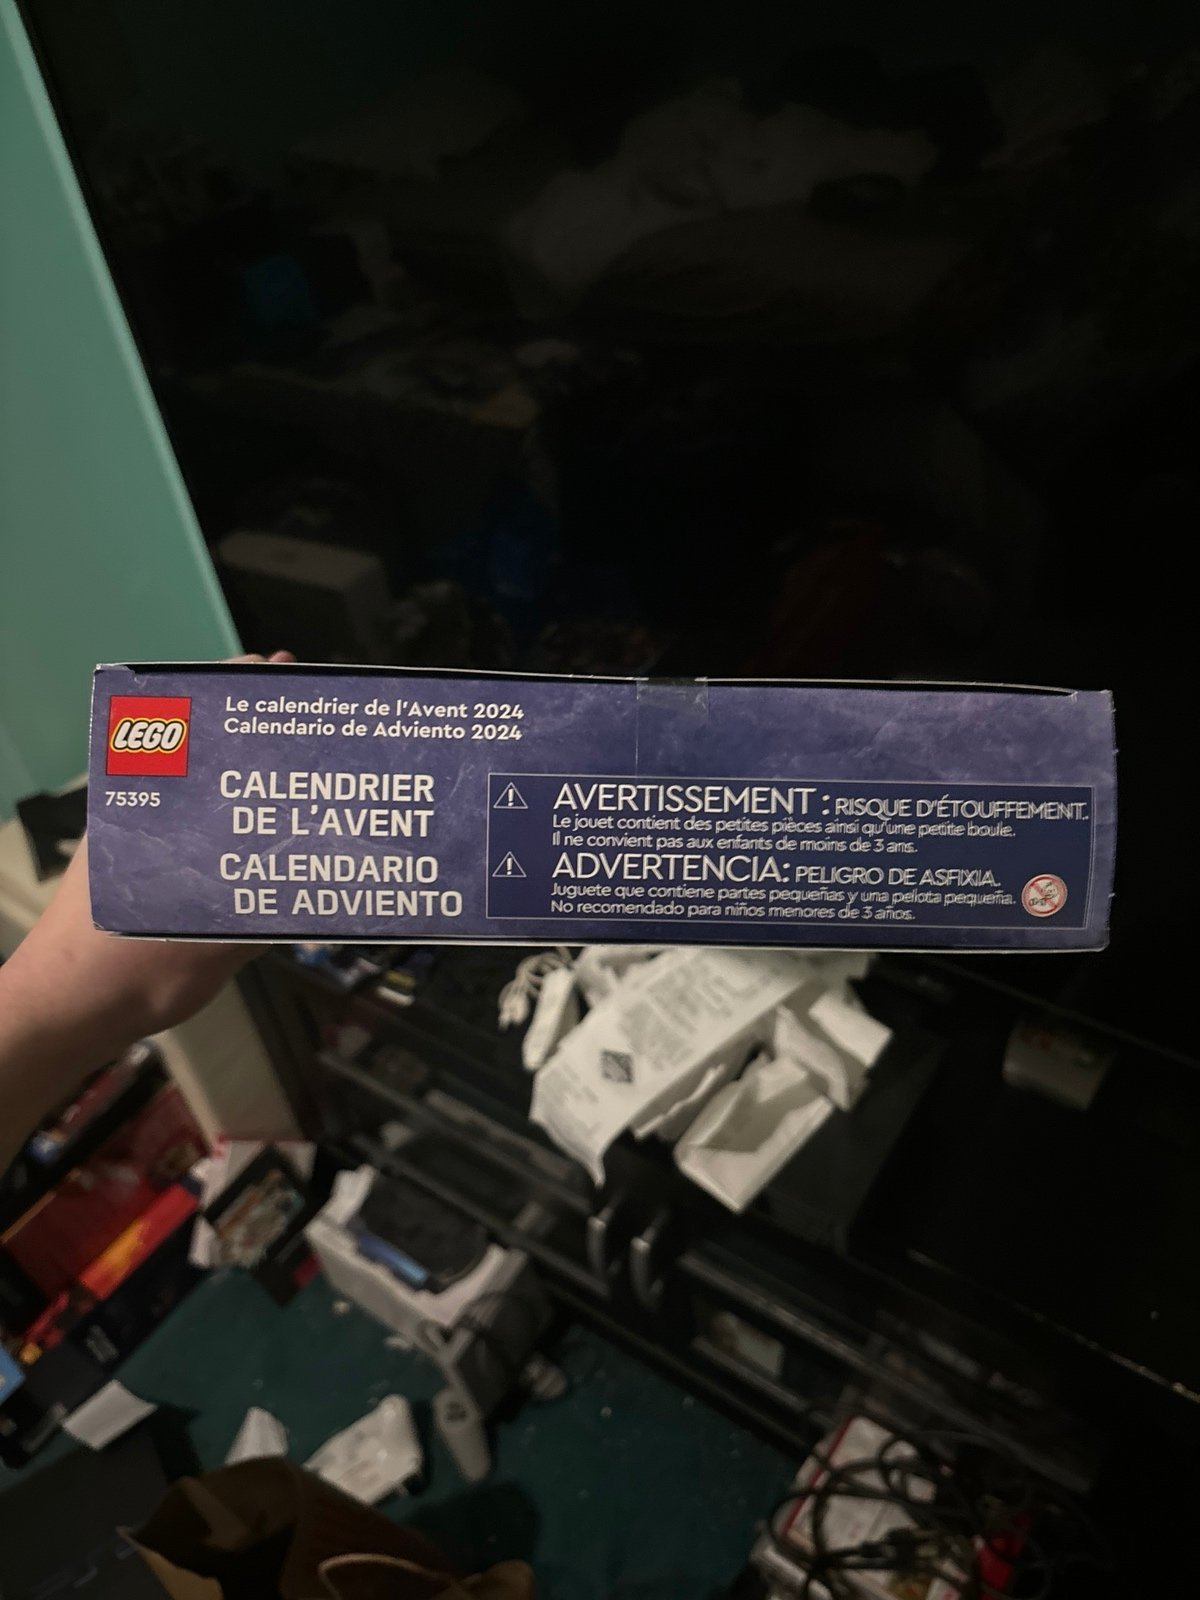 LEGO
75395
Le calendrier de l'Avent 2024
Calendario de Adviento 2024
CALENDRIER
DE L'AVENT
CALENDARIO
DE ADVIENTO
AVERTISSEMENT : RISQUE D'ÉTOUFFEMENT.
Le jouet contient des petites pièces ainsi qu'une petite boule.
Il ne convient pas aux enfants de moins de 3 ans.
ADVERTENCIA: PELIGRO DE ASFIXIA.
Juguete que contiene partes pequeñas y una pelota pequeña.
No recomendado para niños menores de 3 años.